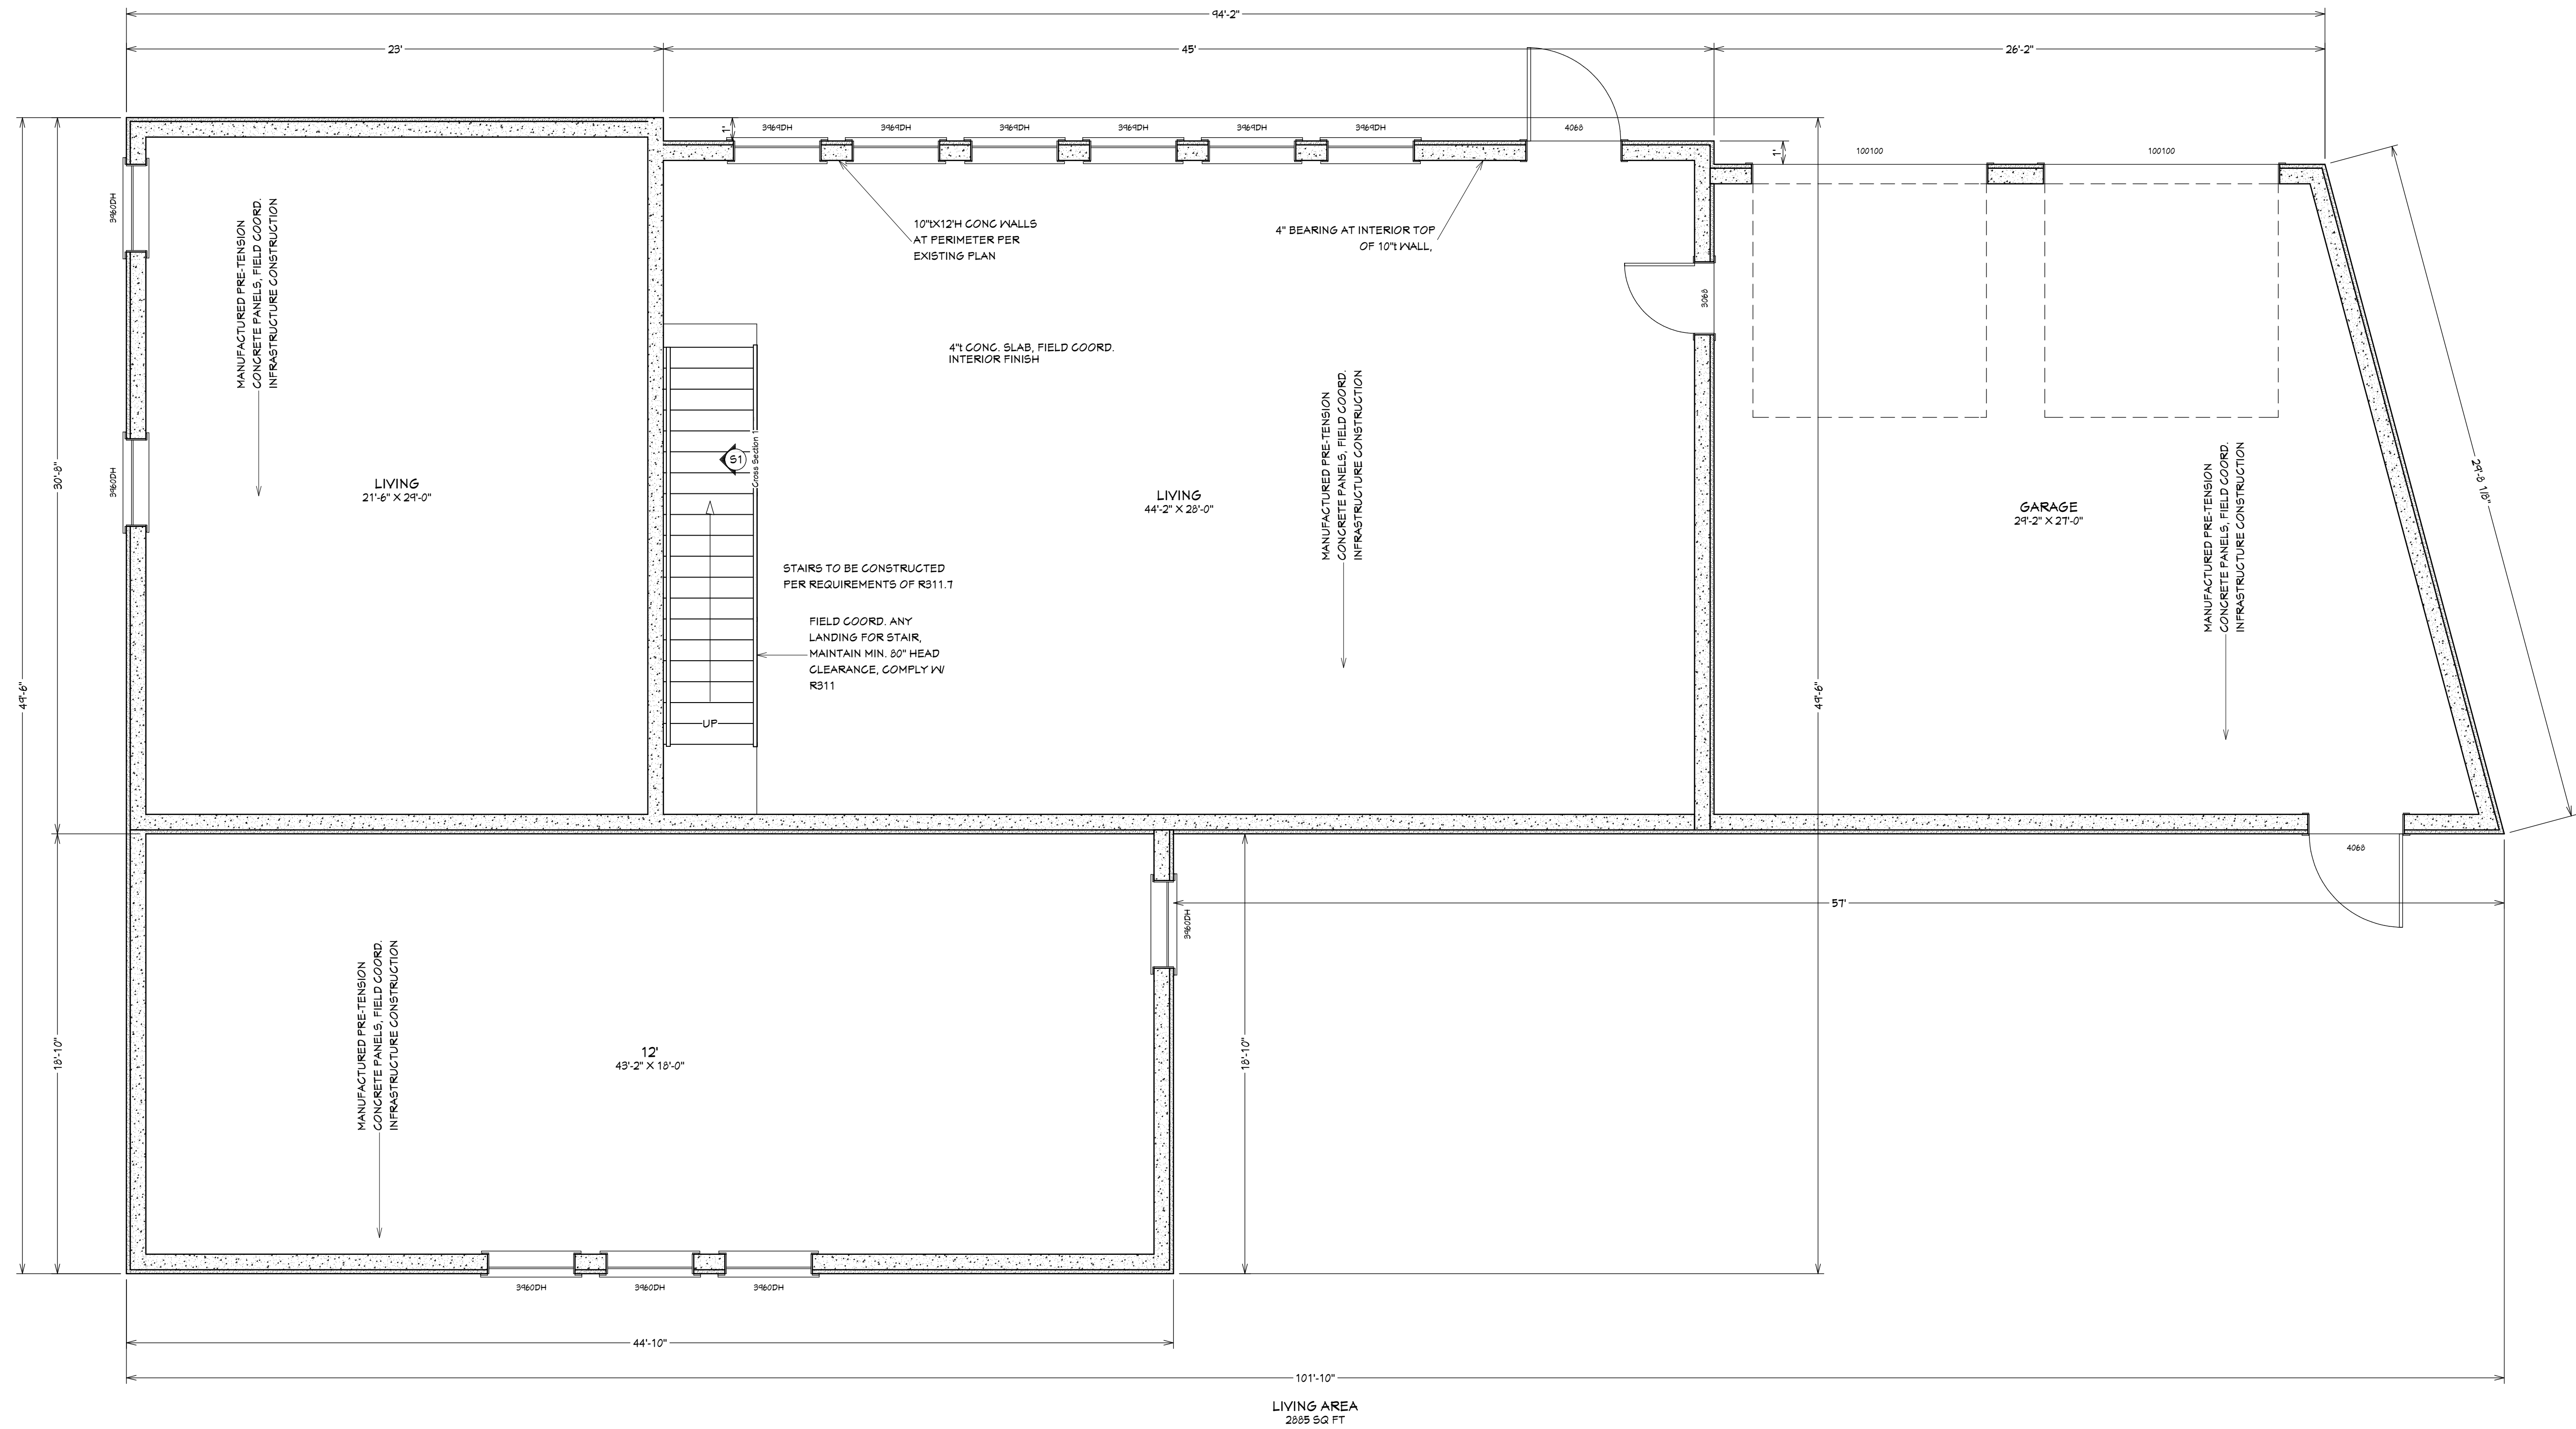 94'-2"
23'
45'
26'-2"
1'
3969DH
3969DH
3969DH
3969DH
3969DH
3969DH
4068
1'
100100
100100
3960DH
3960DH
30'-8"
49'-6"
18'-10"
MANUFACTURED PRE-TENSION
CONCRETE PANELS, FIELD COORD.
INFRASTRUCTURE CONSTRUCTION
LIVING
21'-6" X 29'-0"
10"tX12'H CONC WALLS
AT PERIMETER PER
EXISTING PLAN
4" BEARING AT INTERIOR TOP
OF 10"t WALL,
3068
4"t CONC. SLAB, FIELD COORD.
INTERIOR FINISH
S1
Cross Section 1
UP
LIVING
44'-2" X 28'-0"
MANUFACTURED PRE-TENSION
CONCRETE PANELS, FIELD COORD.
INFRASTRUCTURE CONSTRUCTION
STAIRS TO BE CONSTRUCTED
PER REQUIREMENTS OF R311.7
FIELD COORD. ANY
LANDING FOR STAIR,
MAINTAIN MIN. 80" HEAD
CLEARANCE, COMPLY W/
R311
GARAGE
29'-2" X 27'-0"
MANUFACTURED PRE-TENSION
CONCRETE PANELS, FIELD COORD.
INFRASTRUCTURE CONSTRUCTION
29'-8 1/8"
49'-6"
4068
57'
3960DH
18'-10"
MANUFACTURED PRE-TENSION
CONCRETE PANELS, FIELD COORD.
INFRASTRUCTURE CONSTRUCTION
12'
43'-2" X 18'-0"
3960DH
3960DH
3960DH
44'-10"
101'-10"
LIVING AREA
2885 SQ FT